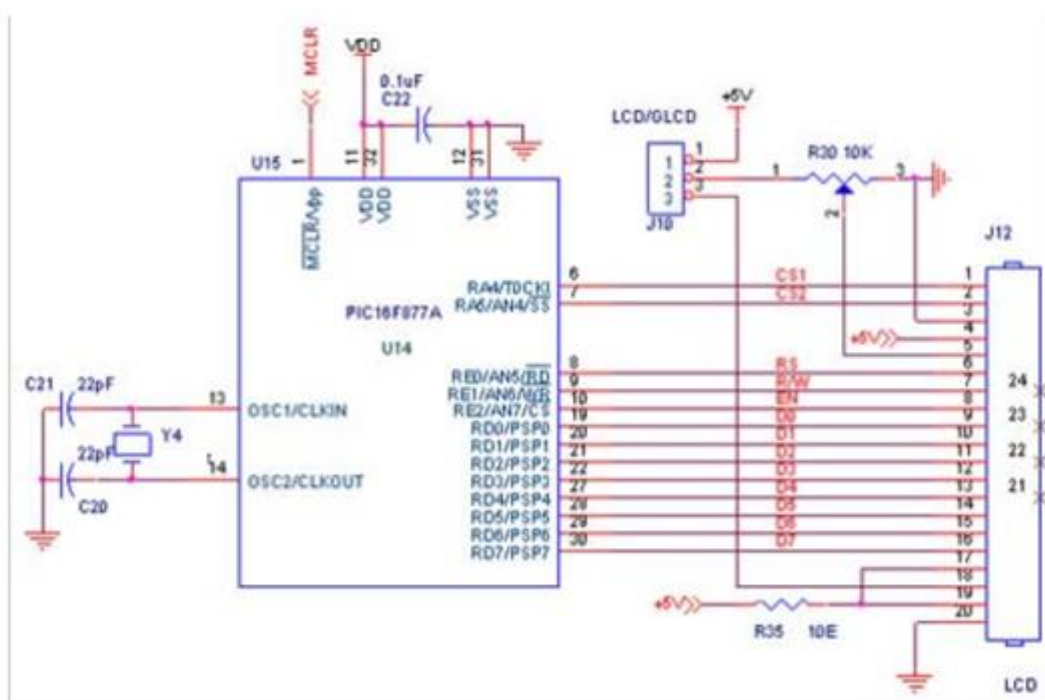 MCLR
VDD
0.1uF
C22
+5V
LCD/GLCD
R30 10K
U15
1
11
32
12
31
1
2
3
1
2
3
1
3
2
J10
J12
MCLR/Vpp
VDD
VDD
VSS
VSS
RA4/T0CKI 6 CS1 1
RA5/AN4/SS 7 CS2 2
3
PIC16F877A
4
+5V
5
U14
RE0/AN5/RD 8 RS 6
RE1/AN6/WR 9 R/W 7 24
RE2/AN7/CS 10 EN 8
RD0/PSP0 19 D0 9 23
RD1/PSP1 20 D1 10
RD2/PSP2 21 D2 11 22
RD3/PSP3 22 D3 12
RD4/PSP4 27 D4 13 21
RD5/PSP5 28 D5 14
RD6/PSP6 29 D6 15
RD7/PSP7 30 D7 16
17
18
19
20
C21 22pF
13 OSC1/CLKIN
Y4
22pF
14 OSC2/CLKOUT
C20
+5V
R35 10E
LCD